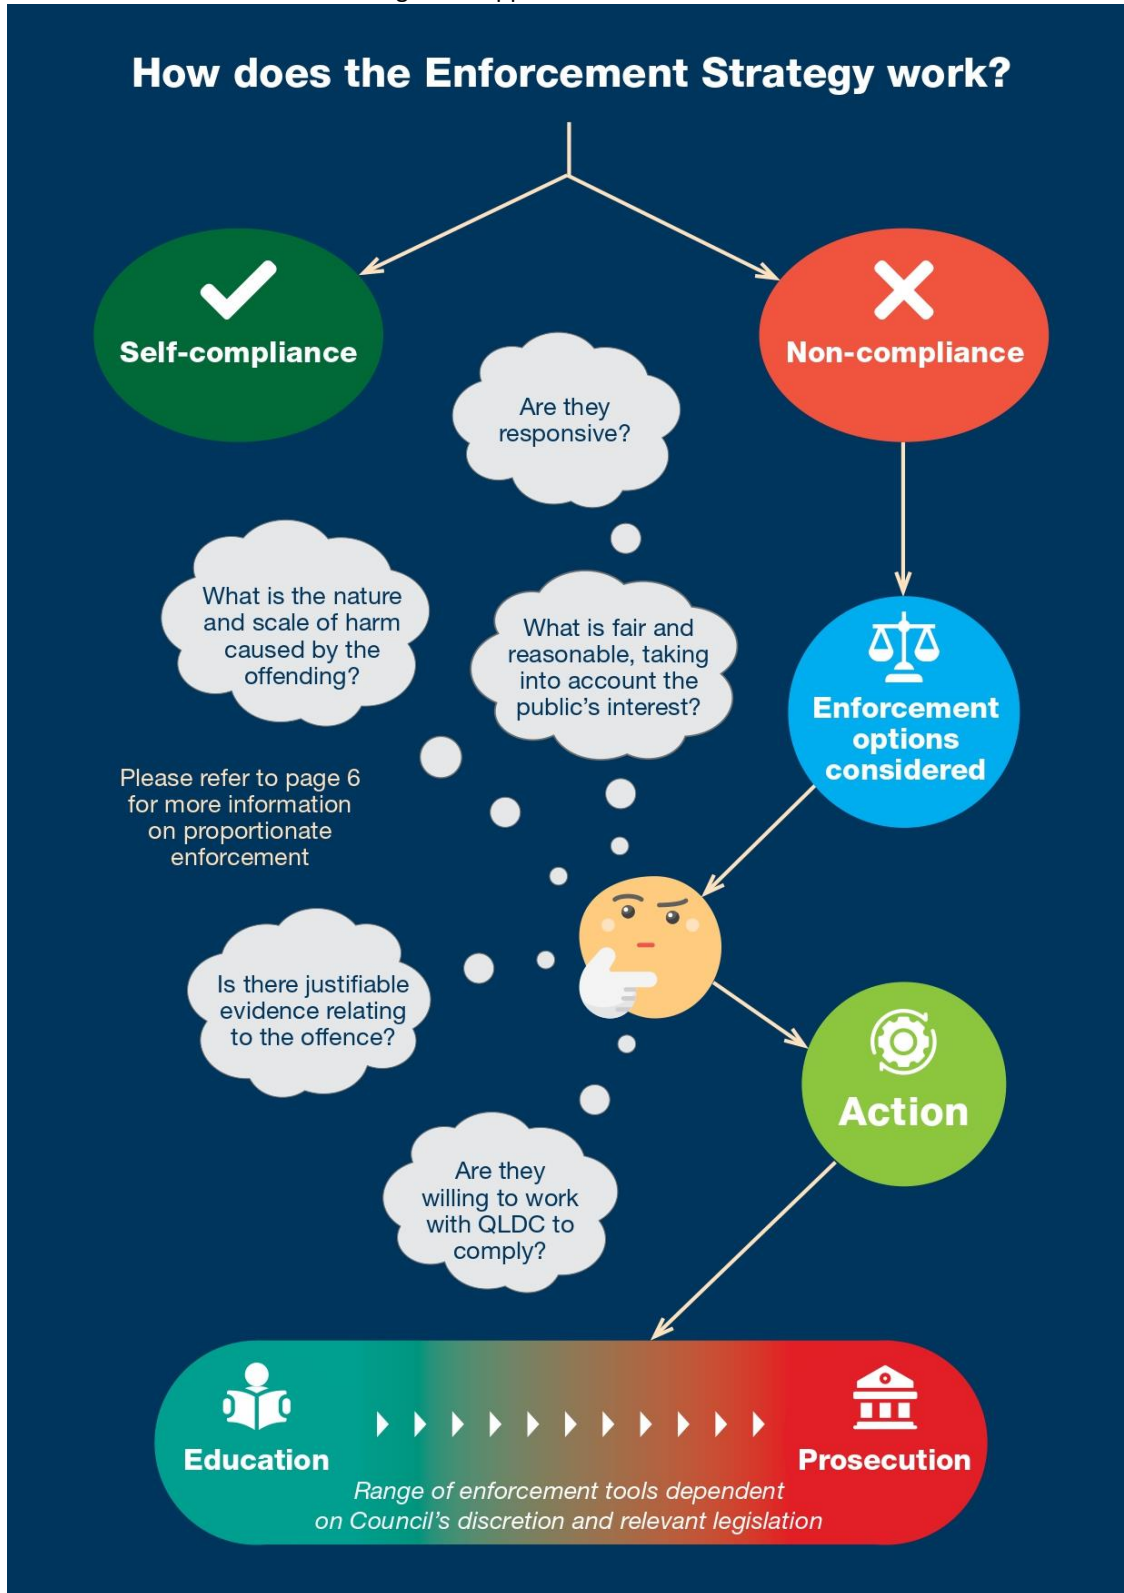 How does the Enforcement Strategy work?
Self-compliance
Non-compliance
Are they
responsive?
What is the nature
and scale of harm
caused by the
offending?
What is fair and
reasonable, taking
into account the
public's interest?
Enforcement
options
considered
Please refer to page 6
for more information
on proportionate
enforcement
Is there justifiable
evidence relating
to the offence?
Action
Are they
willing to work
with QLDC to
comply?
Education
Prosecution
Range of enforcement tools dependent
on Council's discretion and relevant legislation